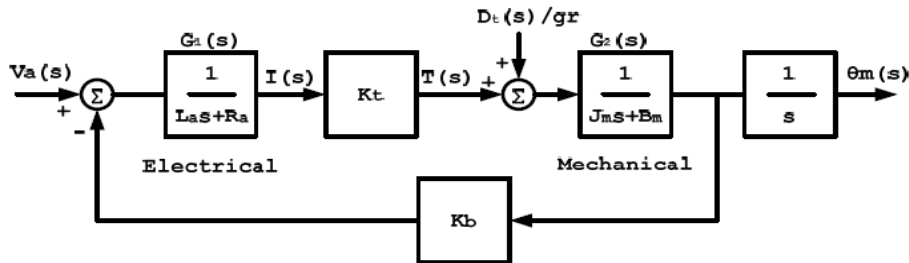 Dt(s)/gr
G1(s)
G2(s)
Va(s)
+
Σ
-
1
Las+Ra
I(s)
Kt
T(s)
+
+
Σ
1
Jms+Bm
1
s
θm(s)
Electrical
Mechanical
Kb